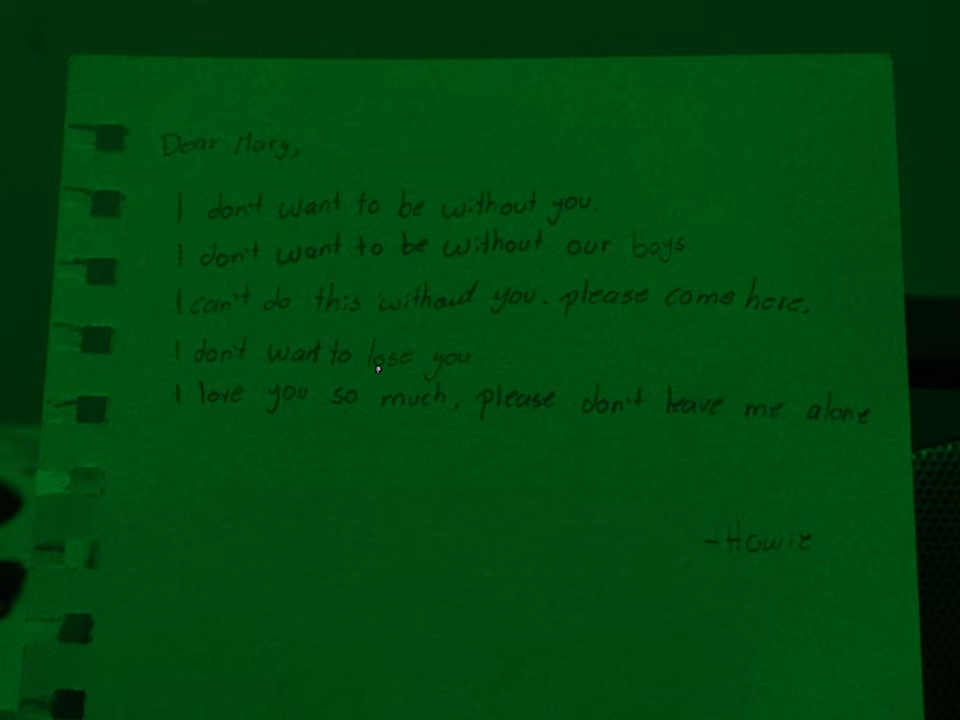 Dear Mary,
I don't want to be without you.
I don't want to be without our boys
I can't do this without you. please come here.
I don't want to lose you
I love you so much, please don't leave me alone
-Howie